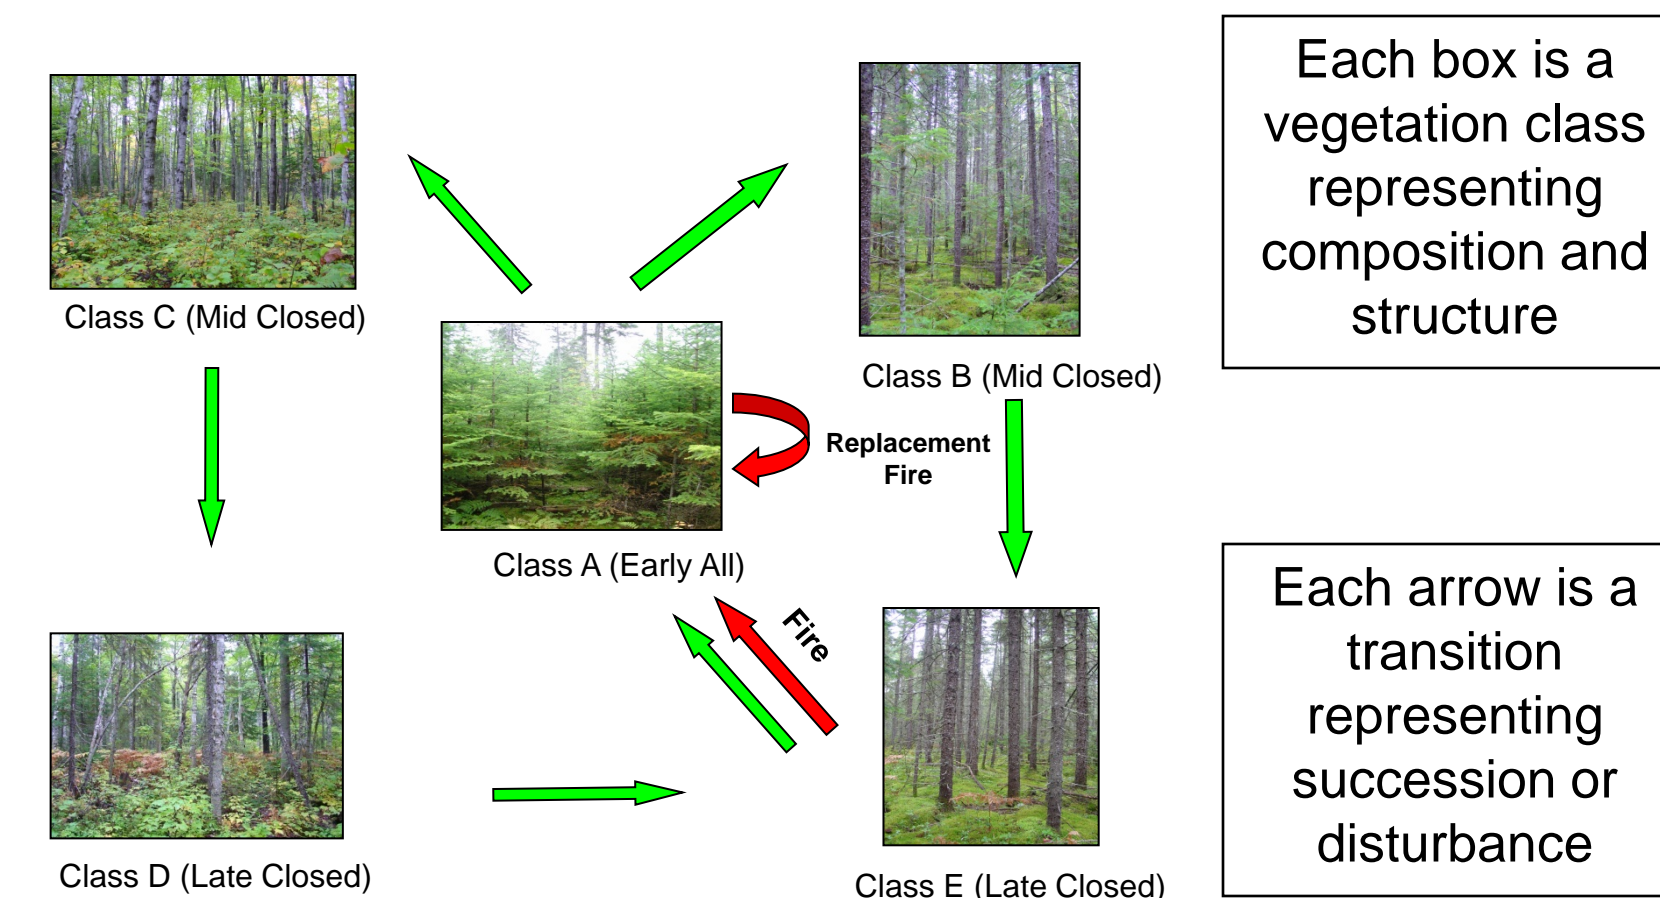 Each box is a
vegetation class
representing
composition and
structure
Class C (Mid Closed)
Class B (Mid Closed)
Replacement
Fire
Class A (Early All)
Fire
Each arrow is a
transition
representing
succession or
disturbance
Class D (Late Closed)
Class E (Late Closed)